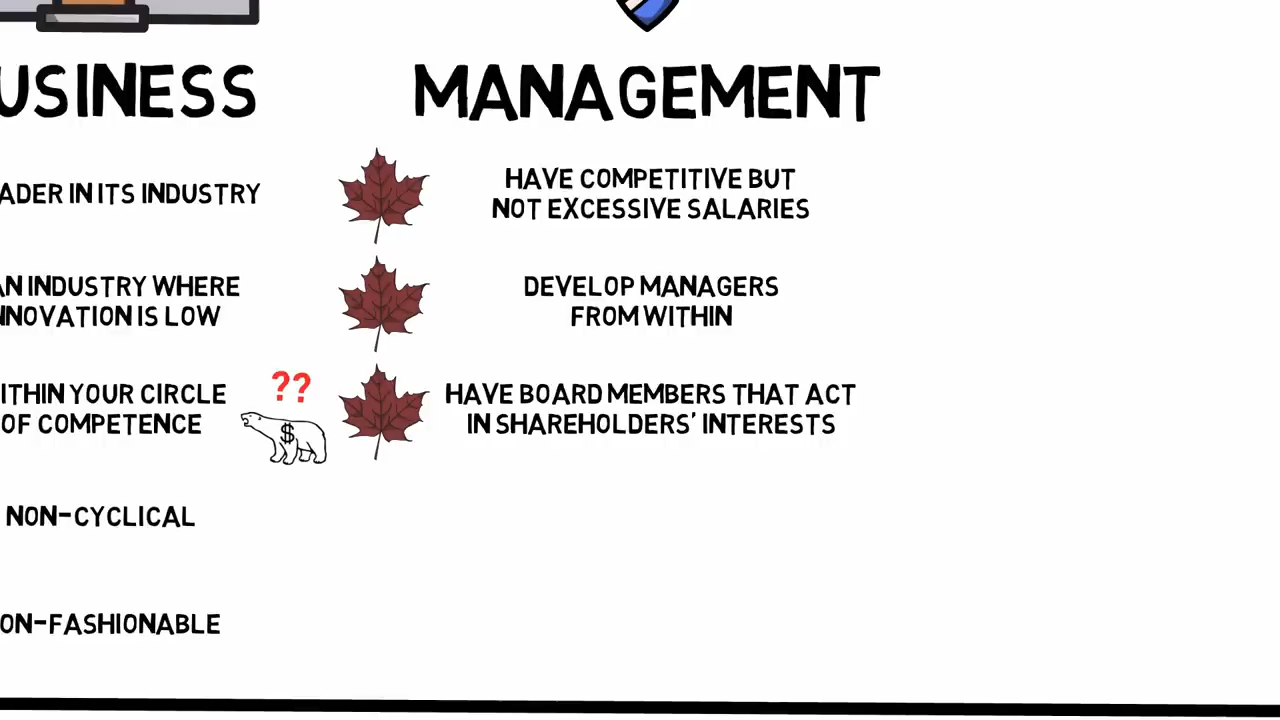 USINESS
ADER IN ITS INDUSTRY
AN INDUSTRY WHERE
NNOVATION IS LOW
ITHIN YOUR CIRCLE
OF COMPETENCE
??
$
NON-CYCLICAL
ON-FASHIONABLE
MANAGEMENT
HAVE COMPETITIVE BUT
NOT EXCESSIVE SALARIES
DEVELOP MANAGERS
FROM WITHIN
HAVE BOARD MEMBERS THAT ACT
IN SHAREHOLDERS' INTERESTS